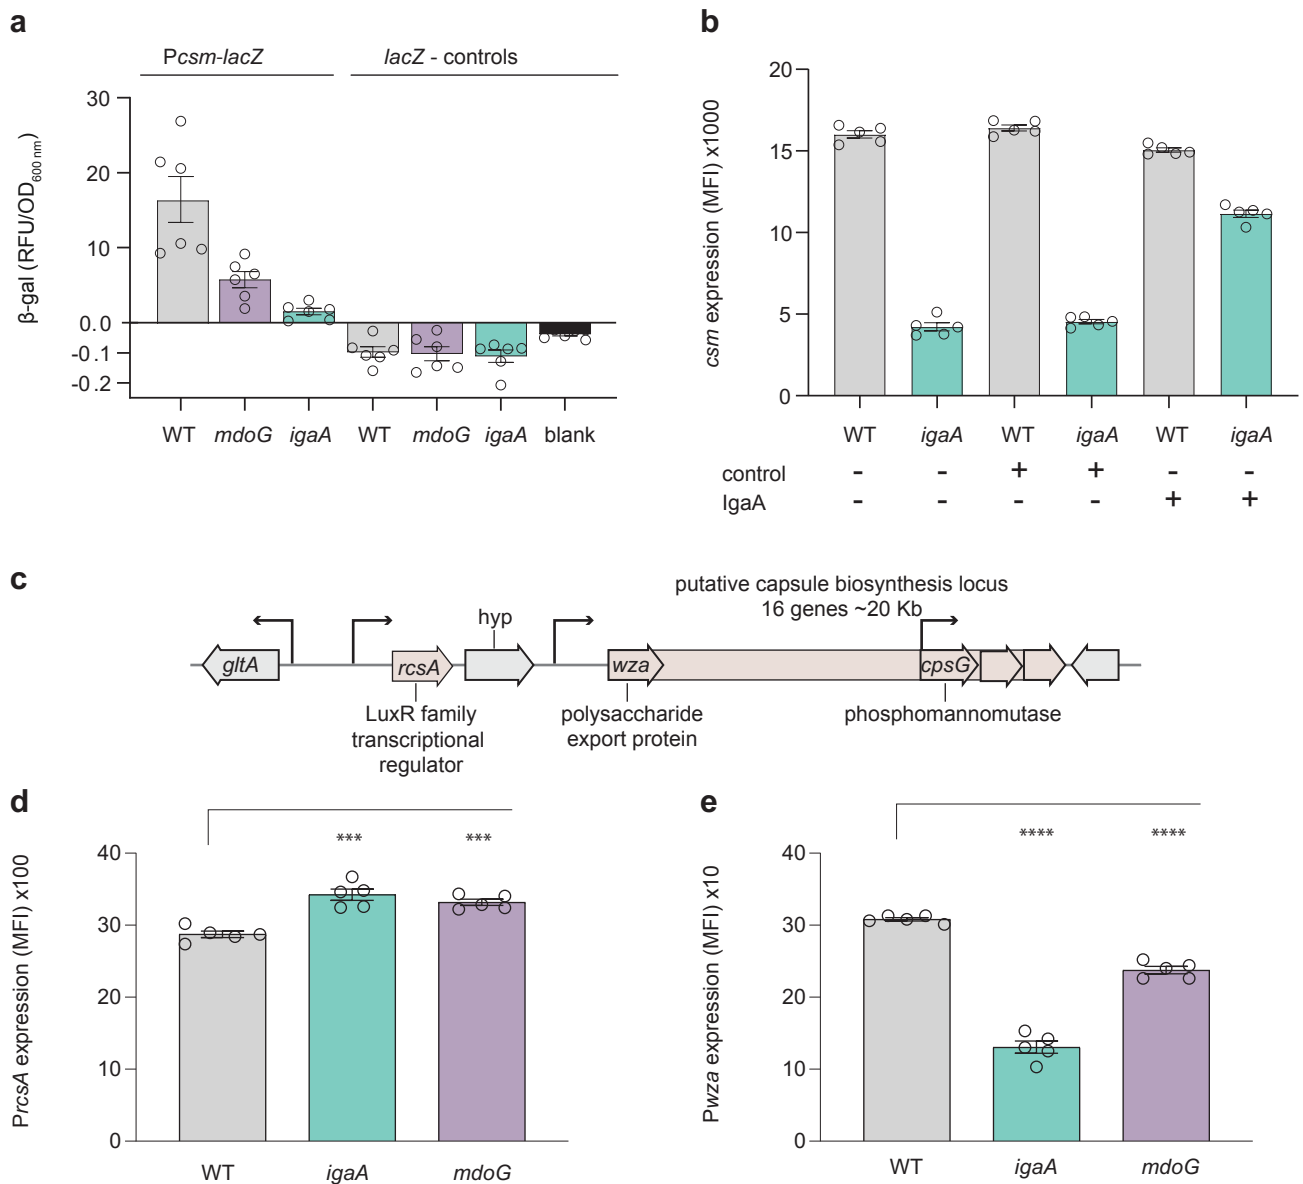 a
Pcsm-lacZ
lacZ - controls
β-gal (RFU/OD600 nm)
30
20
10
0.0
-0.1
-0.2
WT mdoG igaA WT mdoG igaA blank
b
csm expression (MFI) x1000
20
15
10
5
0
WT igaA WT igaA WT igaA
control - - + + - -
IgaA - - - - + +
c
putative capsule biosynthesis locus
16 genes ~20 Kb
hyp
gltA rcsA wza cpsG
LuxR family
transcriptional
regulator
polysaccharide
export protein
phosphomannomutase
d
*** ***
PrcsA expression (MFI) x100
40
30
20
10
0
WT igaA mdoG
e
**** ****
Pwza expression (MFI) x10
40
30
20
10
0
WT igaA mdoG